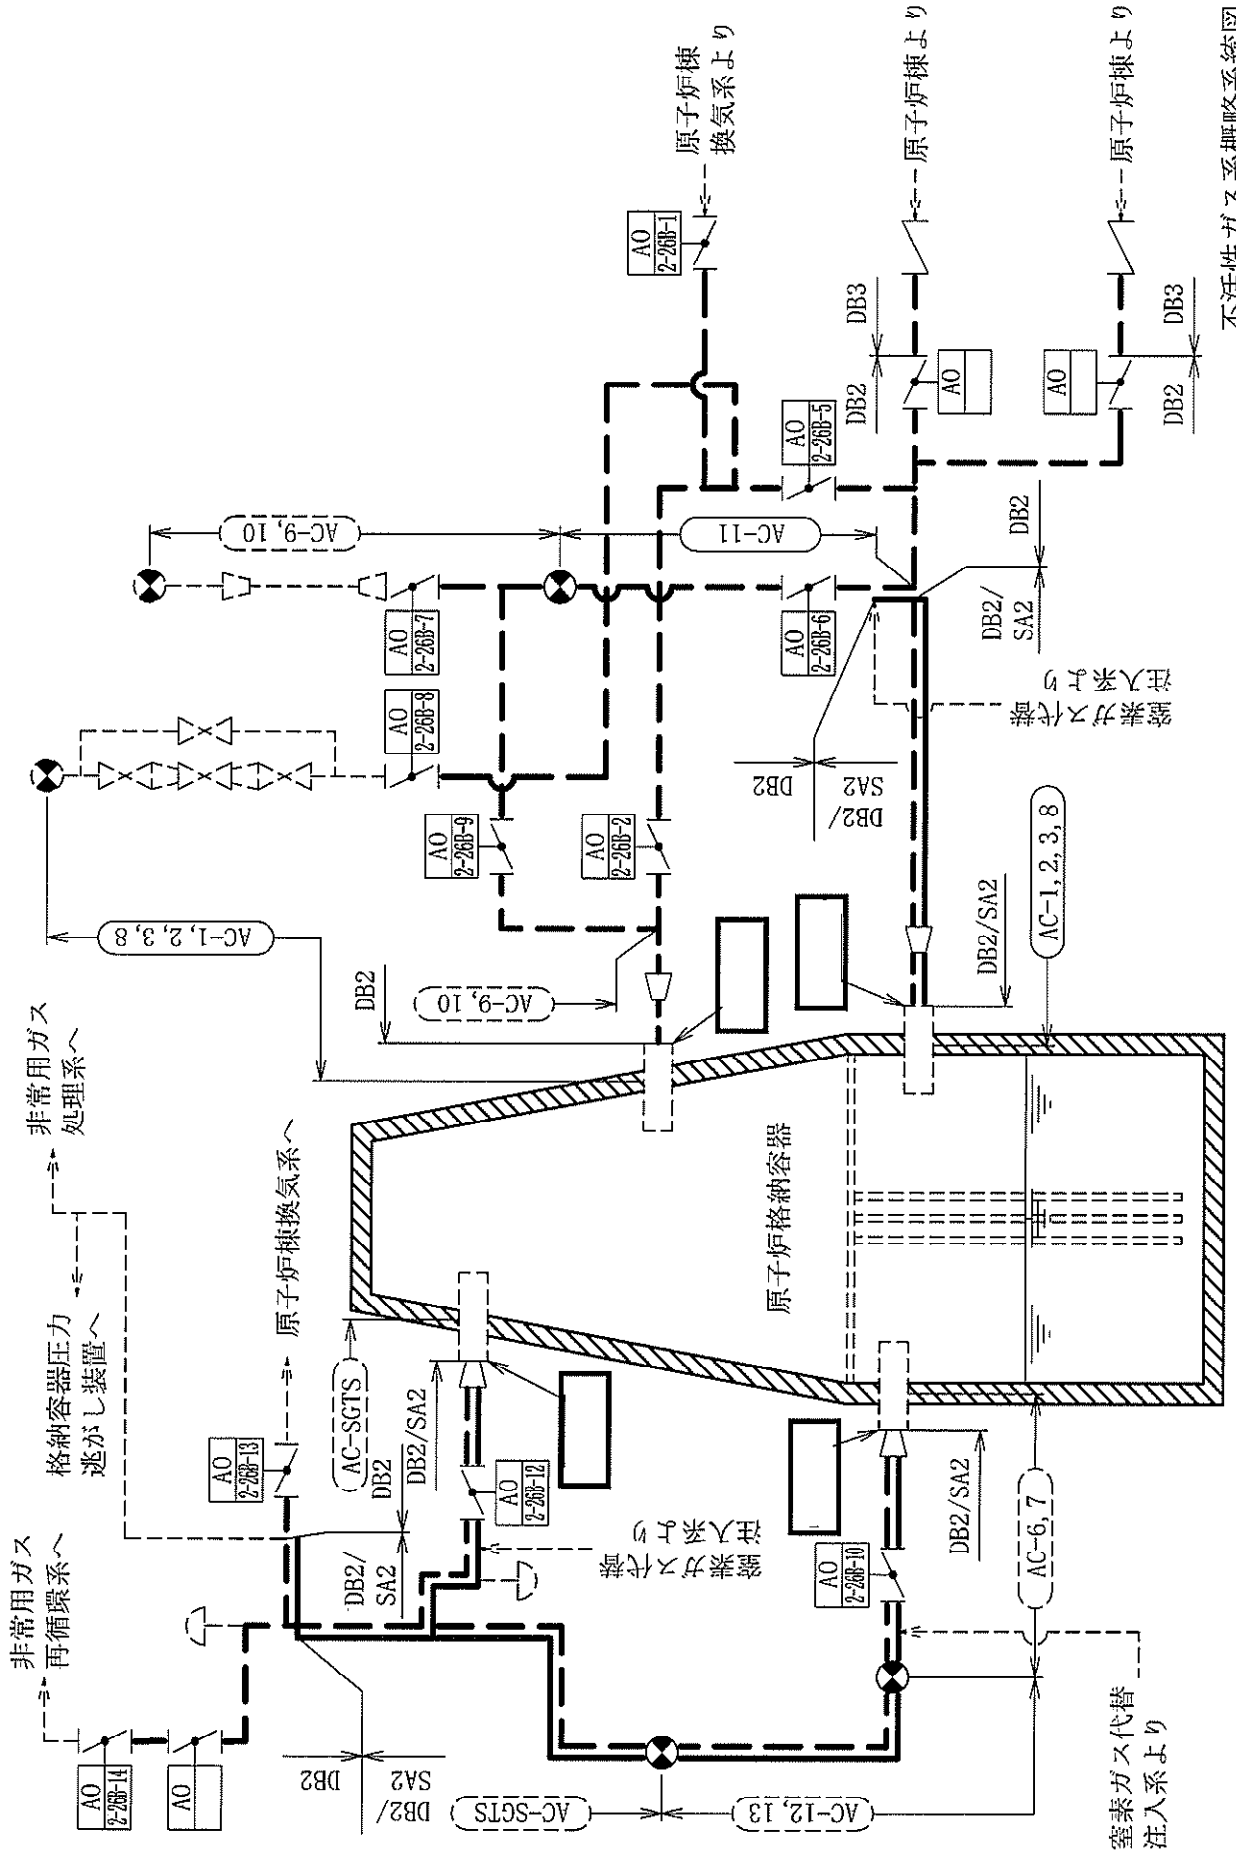 原子炉棟
換気系より
原子炉棟より
原子炉棟より
AO
2-26B-1
DB3
DB2
AO
AO
DB3
DB2
AO
2-26B-5
AC-9, 10
AC-11
AO
2-26B-7
AO
2-26B-6
DB2
DB2/
SA2
窒素ガス代替
注入系より
AO
2-26B-8
DB2
DB2/
SA2
AO
2-26B-9
AO
2-26B-2
AC-1, 2, 3, 8
AC-9, 10
DB2
DB2/SA2
AC-1, 2, 3, 8
非常用ガス
処理系へ
原子炉棟換気系へ
格納容器圧力
逃がし装置へ
原子炉格納容器
AC-SGTS
DB2/SA2
DB2
DB2/
SA2
AO
2-26B-13
AO
2-26B-12
窒素ガス代替
注入系より
AO
2-26B-10
DB2/SA2
AC-6, 7
非常用ガス
再循環系へ
AO
2-26B-14
AO
DB2
DB2/
SA2
AC-SGTS
AC-12, 13
窒素ガス代替
注入系より
不活性ガス系概略系統図